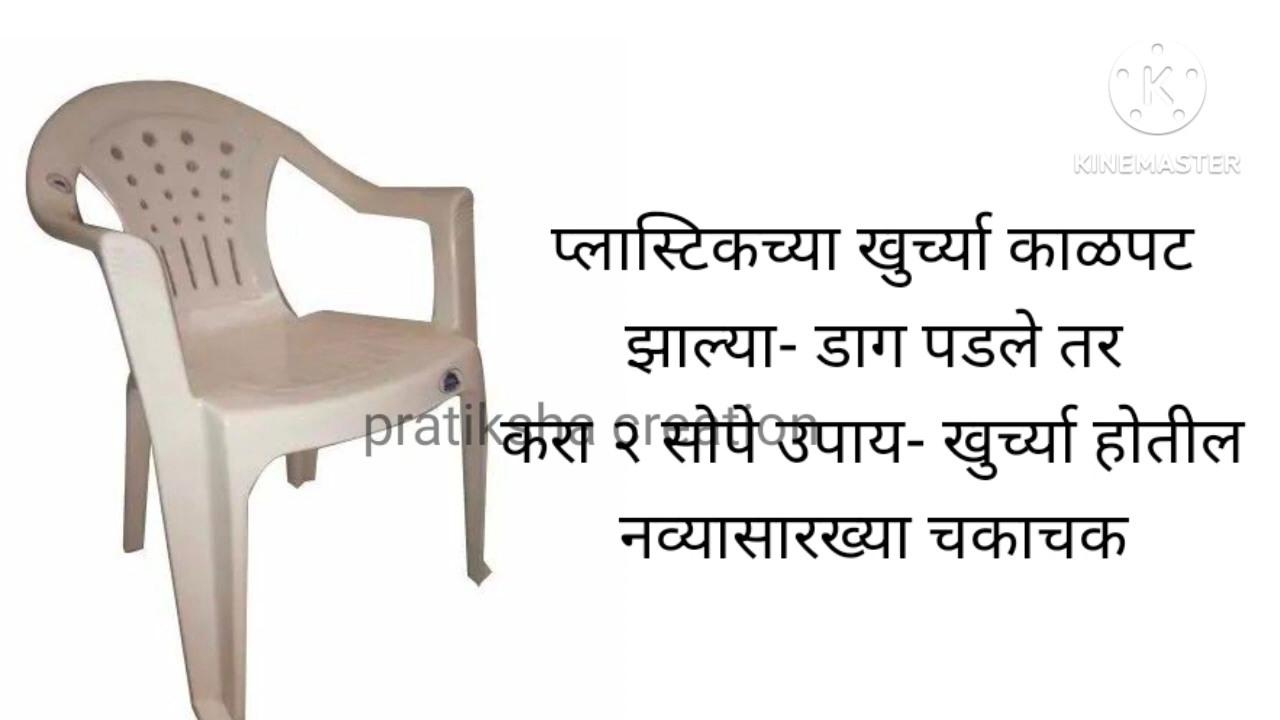 KINEMASTER
प्लास्टिकच्या खुर्च्या काळपट
झाल्या- डाग पडले तर
pratiksha creation
करा २ सोपे उपाय- खुर्च्या होतील
नव्यासारख्या चकाचक